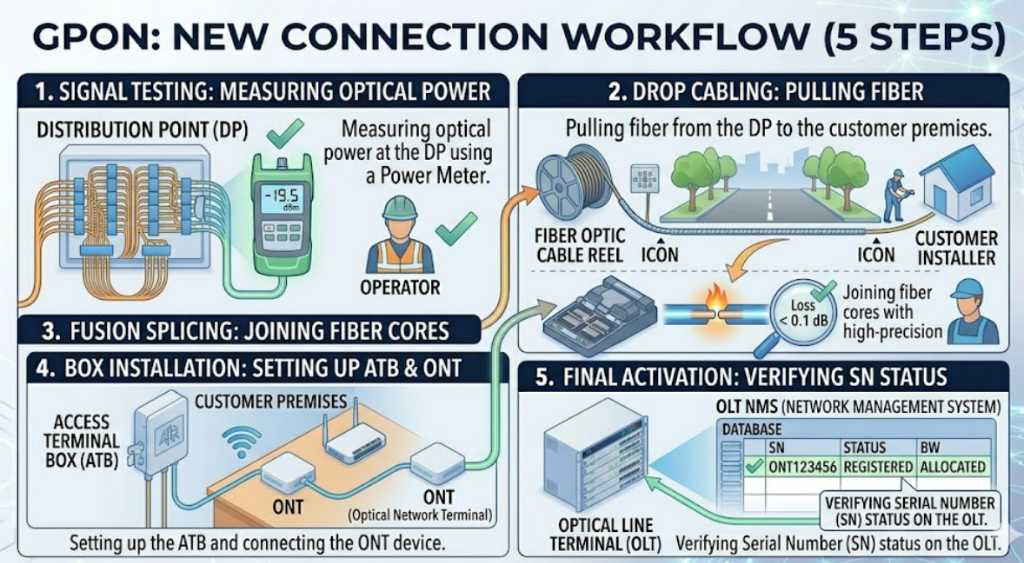 GPON: NEW CONNECTION WORKFLOW (5 STEPS)
1. SIGNAL TESTING: MEASURING OPTICAL POWER
DISTRIBUTION POINT (DP)
-19.5
dBm
Measuring optical
power at the DP using
a Power Meter.
OPERATOR
2. DROP CABLING: PULLING FIBER
Pulling fiber from the DP to the customer premises.
FIBER OPTIC
CABLE REEL
ICÓN
ICÓN
CUSTOMER
INSTALLER
3. FUSION SPLICING: JOINING FIBER CORES
Loss
< 0.1 dB
Joining fiber
cores with
high-precision
4. BOX INSTALLATION: SETTING UP ATB & ONT
CUSTOMER PREMISES
ACCESS
TERMINAL
BOX (ATB)
ONT
ONT
(Optical Network Terminal)
Setting up the ATB and connecting the ONT device.
5. FINAL ACTIVATION: VERIFYING SN STATUS
OLT NMS (NETWORK MANAGEMENT SYSTEM)
DATABASE
SN STATUS BW
ONT123456 REGISTERED ALLOCATED
VERIFYING SERIAL NUMBER
(SN) STATUS ON THE OLT.
OPTICAL LINE
TERMINAL (OLT)
Verifying Serial Number (SN) status on the OLT.